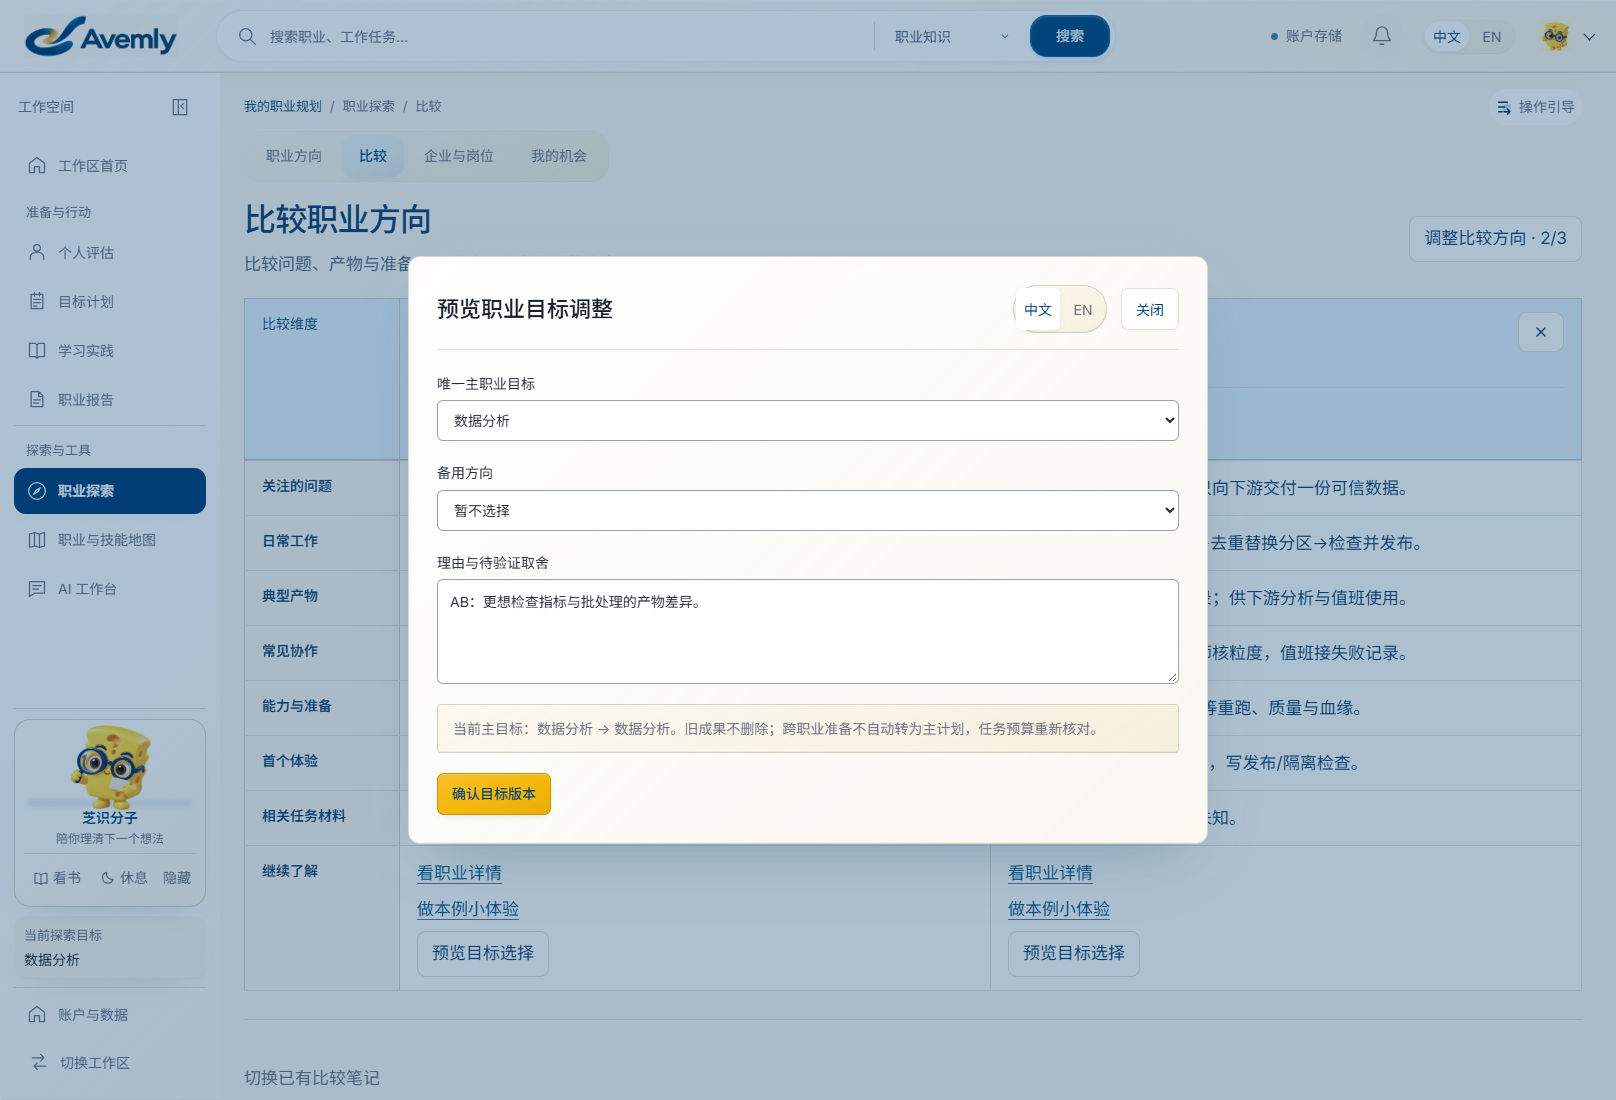 Avemly
搜索职业、工作任务...
职业知识
搜索
账户存储
中文
EN
工作空间
工作区首页
准备与行动
个人评估
目标计划
学习实践
职业报告
探索与工具
职业探索
职业与技能地图
AI 工作台
芝识分子
陪你理清下一个想法
看书
休息
隐藏
当前探索目标
数据分析
账户与数据
切换工作区
我的职业规划 / 职业探索 / 比较
操作引导
职业方向
比较
企业与岗位
我的机会
比较职业方向
比较问题、产物与准备
调整比较方向 · 2/3
预览职业目标调整
中文
EN
关闭
唯一主职业目标
数据分析
备用方向
暂不选择
理由与待验证取舍
AB：更想检查指标与批处理的产物差异。
当前主目标：数据分析 → 数据分析。旧成果不删除；跨职业准备不自动转为主计划，任务预算重新核对。
确认目标版本
比较维度
关注的问题
向下游交付一份可信数据。
日常工作
去重替换分区→检查并发布。
典型产物
；供下游分析与值班使用。
常见协作
核粒度，值班接失败记录。
能力与准备
等重跑、质量与血缘。
首个体验
，写发布/隔离检查。
相关任务材料
知。
继续了解
看职业详情
做本例小体验
预览目标选择
看职业详情
做本例小体验
预览目标选择
切换已有比较笔记